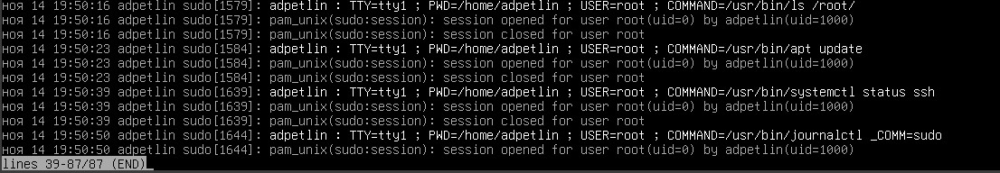 ноя 14 19:50:16 adpetlin sudo[1579]: adpetlin : TTY=tty1 ; PWD=/home/adpetlin ; USER=root ; COMMAND=/usr/bin/ls /root/
ноя 14 19:50:16 adpetlin sudo[1579]: pam_unix(sudo:session): session opened for user root(uid=0) by adpetlin(uid=1000)
ноя 14 19:50:16 adpetlin sudo[1579]: pam_unix(sudo:session): session closed for user root
ноя 14 19:50:23 adpetlin sudo[1584]: adpetlin : TTY=tty1 ; PWD=/home/adpetlin ; USER=root ; COMMAND=/usr/bin/apt update
ноя 14 19:50:23 adpetlin sudo[1584]: pam_unix(sudo:session): session opened for user root(uid=0) by adpetlin(uid=1000)
ноя 14 19:50:23 adpetlin sudo[1584]: pam_unix(sudo:session): session closed for user root
ноя 14 19:50:39 adpetlin sudo[1639]: adpetlin : TTY=tty1 ; PWD=/home/adpetlin ; USER=root ; COMMAND=/usr/bin/systemctl status ssh
ноя 14 19:50:39 adpetlin sudo[1639]: pam_unix(sudo:session): session opened for user root(uid=0) by adpetlin(uid=1000)
ноя 14 19:50:39 adpetlin sudo[1639]: pam_unix(sudo:session): session closed for user root
ноя 14 19:50:50 adpetlin sudo[1644]: adpetlin : TTY=tty1 ; PWD=/home/adpetlin ; USER=root ; COMMAND=/usr/bin/journalctl _COMM=sudo
ноя 14 19:50:50 adpetlin sudo[1644]: pam_unix(sudo:session): session opened for user root(uid=0) by adpetlin(uid=1000)
lines 39-87/87 (END)